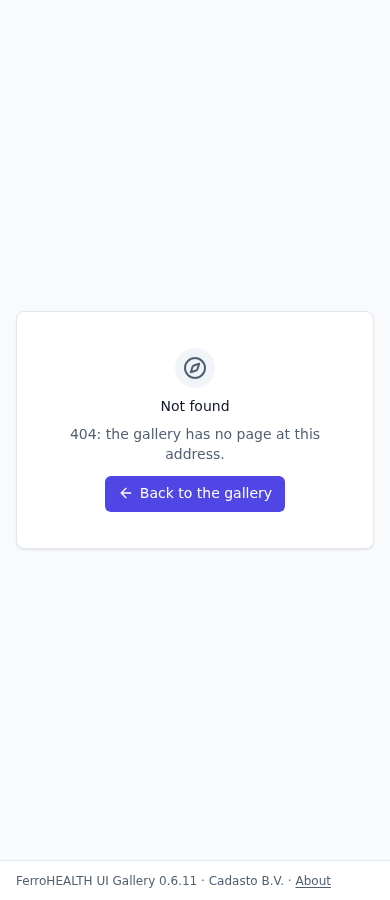 Not found
404: the gallery has no page at this
address.
Back to the gallery
FerroHEALTH UI Gallery 0.6.11 · Cadasto B.V. · About